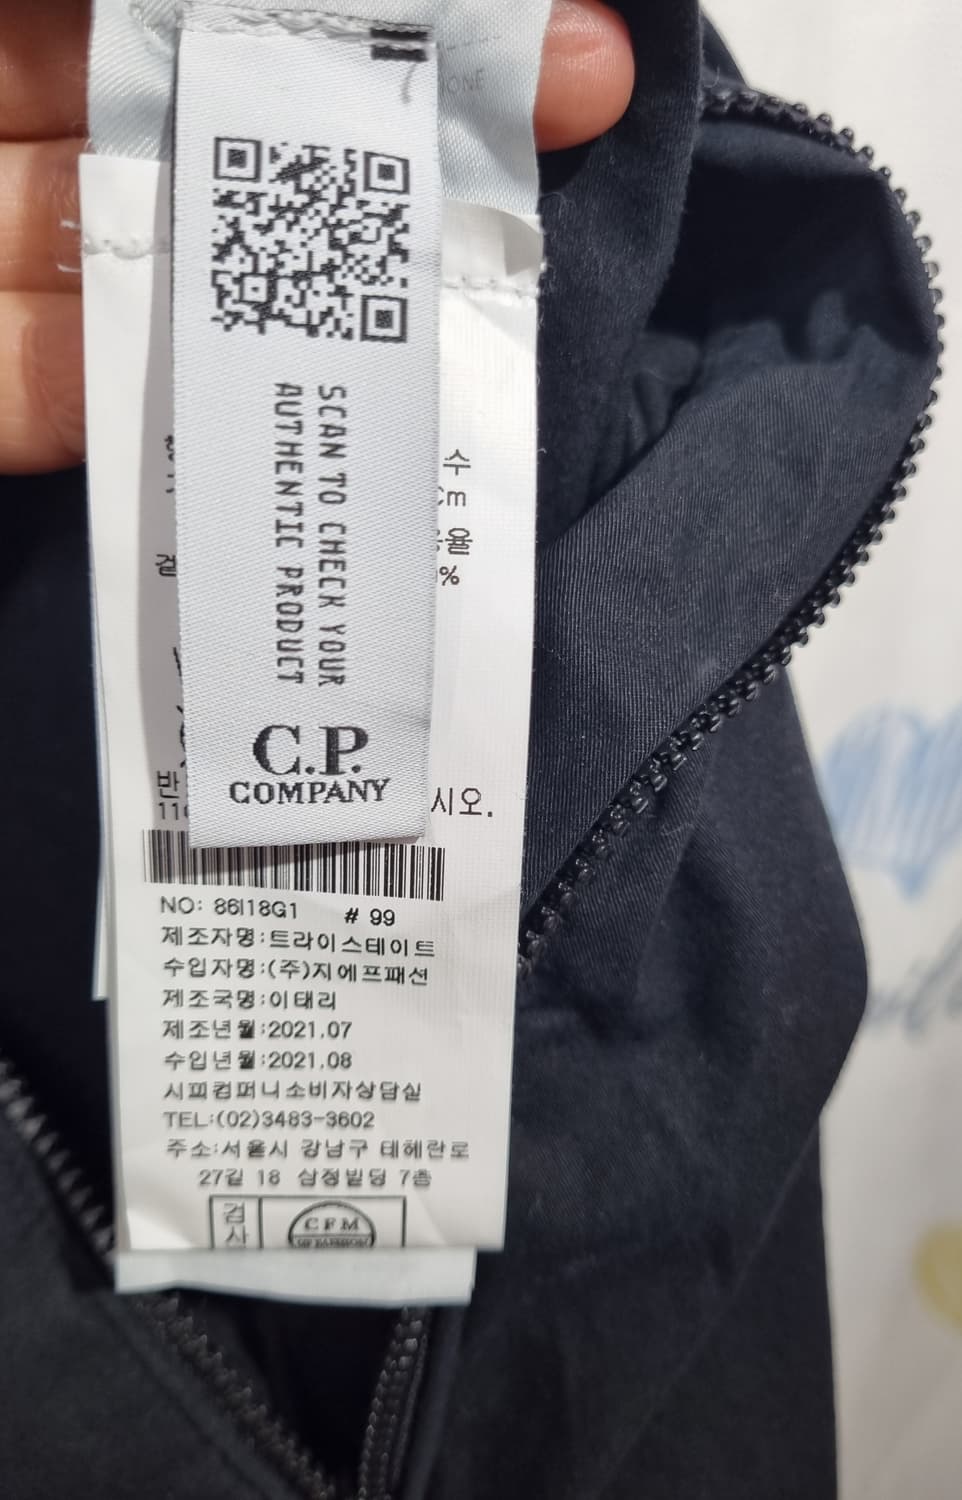 ONE
SCAN TO CHECK YOUR
AUTHENTIC PRODUCT
C.P.
COMPANY
수
Cm
율
%
겉
반
시오.
NO: 86I18G1 # 99
제조자명:트라이스테이트
수입자명:(주)지에프패션
제조국명:이태리
제조년월:2021.07
수입년월:2021.08
시피컴퍼니소비자상담실
TEL:(02)3483-3602
주소:서울시 강남구 테헤란로
27길 18 삼정빌딩 7층
검사
CFM